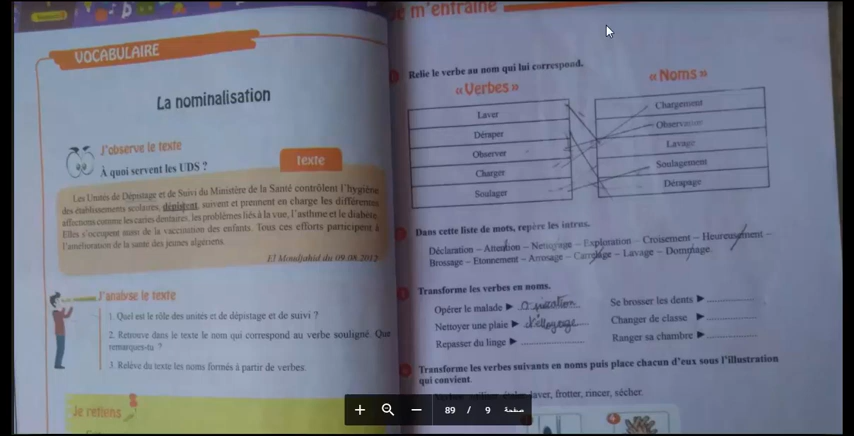 VOCABULAIRE
La nominalisation
J'observe le texte
À quoi servent les UDS ?
Texte
Les Unités de Dépistage et de Suivi du Ministère de la Santé contrôlent l'hygiène
des établissements scolaires, dépistent, suivent et prennent en charge les différentes
affections comme les caries dentaires, les problèmes liés à la vue, l'asthme et le diabète.
Elles s'occupent aussi de la vaccination des enfants. Tous ces efforts participent à
l'amélioration de la santé des jeunes algériens.
El Moudjahid du 09.08.2012
J'analyse le texte
1. Quel est le rôle des unités et de dépistage et de suivi ?
2. Retrouve dans le texte le nom qui correspond au verbe souligné. Que
remarques-tu ?
3. Relève du texte les noms formés à partir de verbes.
Je retiens
m'entraîne
Relie le verbe au nom qui lui correspond.
« Verbes »
« Noms »
Laver
Déraper
Observer
Charger
Soulager
Chargement
Observation
Lavage
Soulagement
Dérapage
Dans cette liste de mots, repère les intrus.
Déclaration – Attention – Nettoyage – Exploration – Croisement – Heureusement –
Brossage – Etonnement – Arrosage – Carrelage – Lavage – Dommage.
Transforme les verbes en noms.
Opérer le malade ►
Nettoyer une plaie ►
Repasser du linge ►
Se brosser les dents ►
Changer de classe ►
Ranger sa chambre ►
Transforme les verbes suivants en noms puis place chacun d'eux sous l'illustration
qui convient.
laver, frotter, rincer, sécher.
89 / 9 صفحة